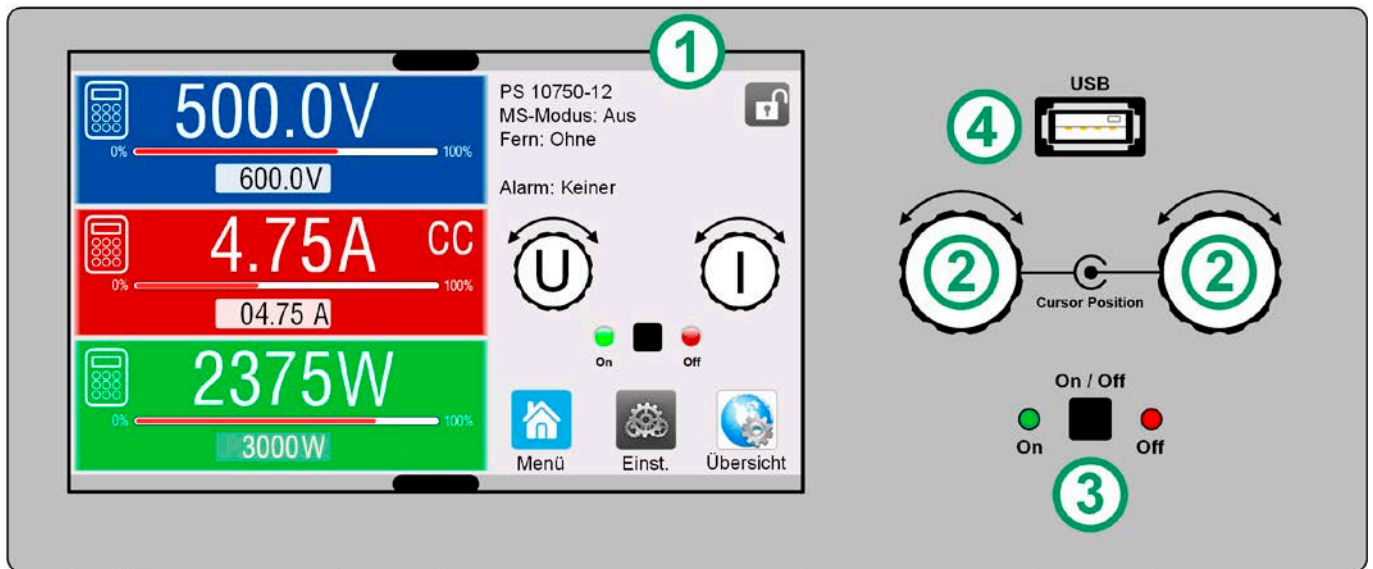 1
500.0V
0% 100%
600.0V
4.75A CC
0% 100%
04.75 A
2375W
0% 100%
3000W
PS 10750-12
MS-Modus: Aus
Fern: Ohne
Alarm: Keiner
U I
On Off
Menü Einst. Übersicht
USB
4
2 2
Cursor Position
On / Off
On Off
3